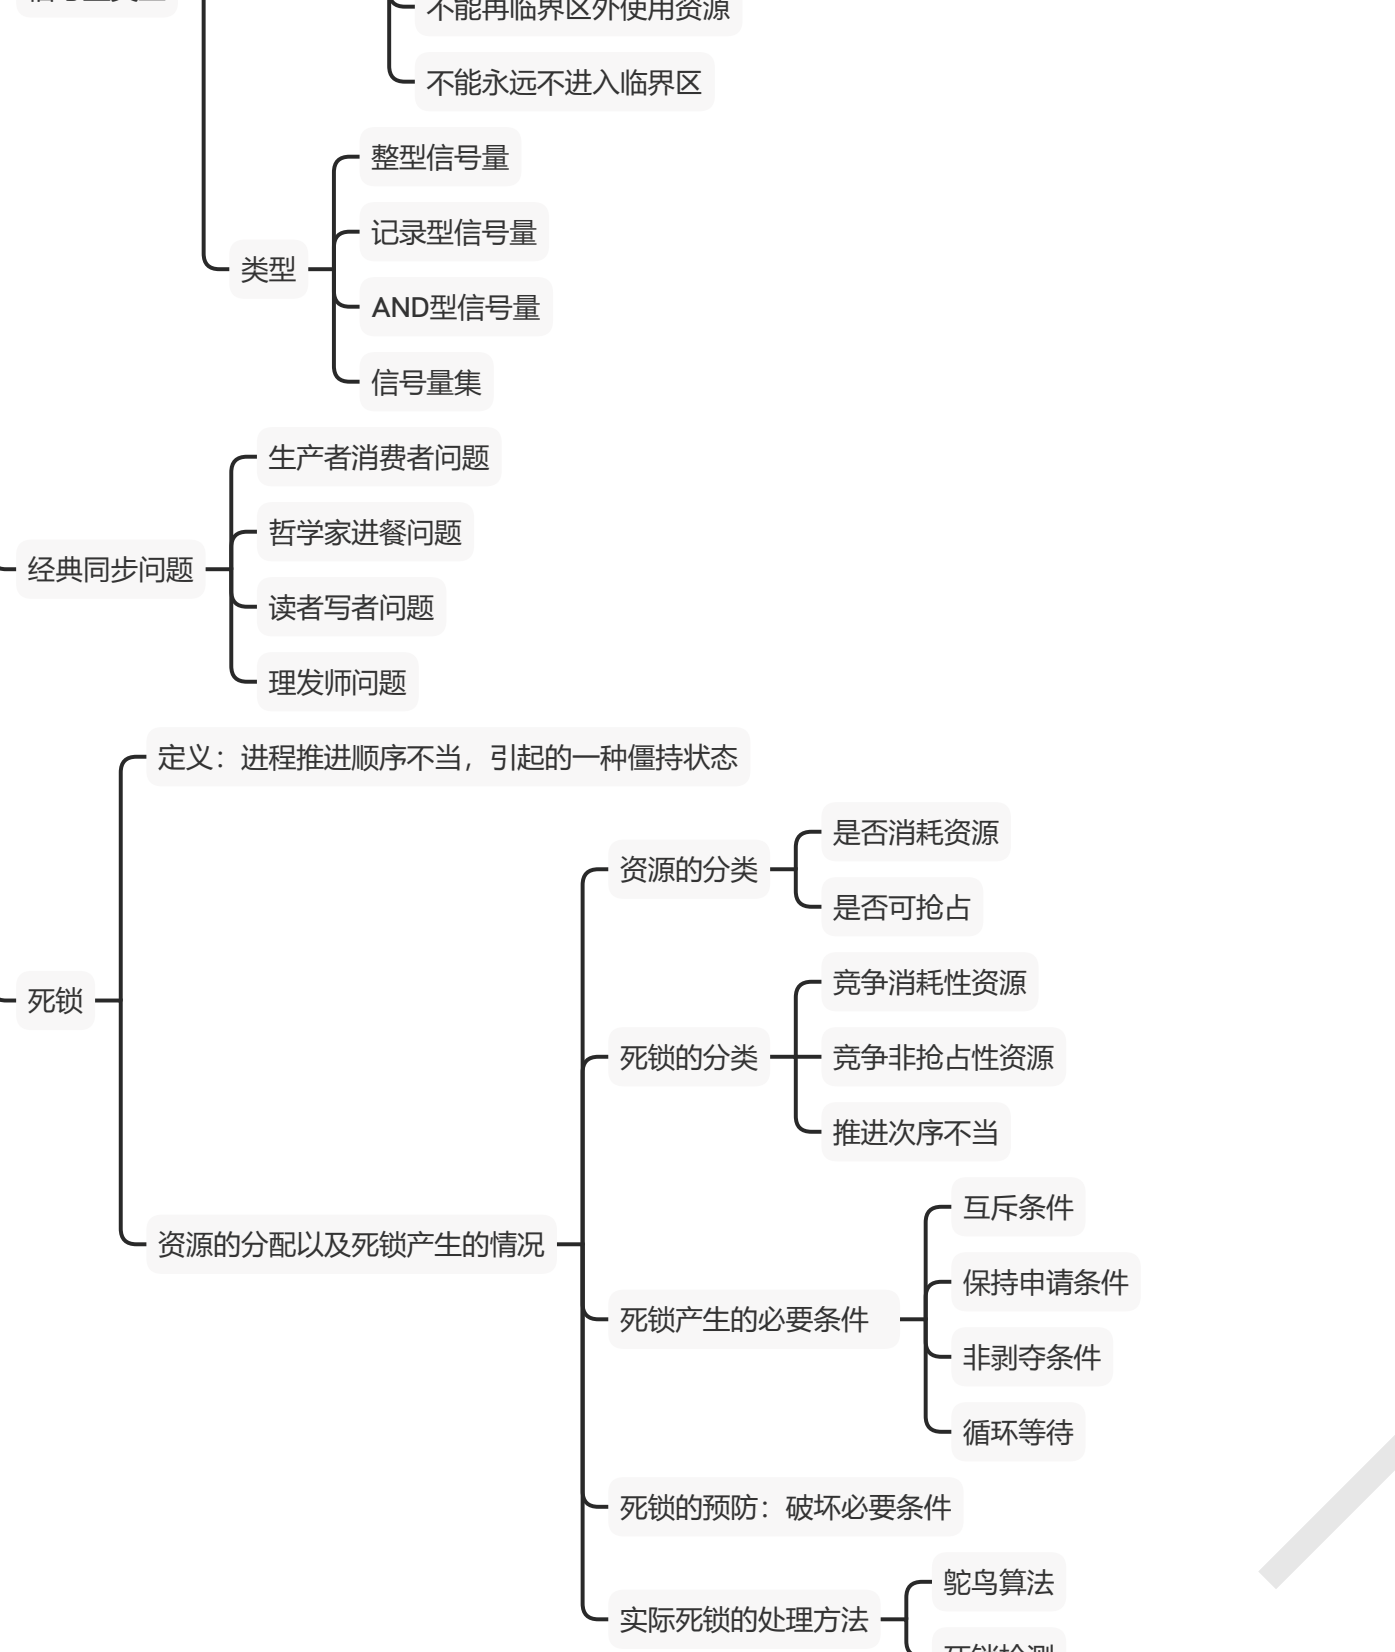 不能再临界区外使用资源
不能永远不进入临界区
类型
整型信号量
记录型信号量
AND型信号量
信号量集
经典同步问题
生产者消费者问题
哲学家进餐问题
读者写者问题
理发师问题
死锁
定义：进程推进顺序不当，引起的一种僵持状态
资源的分配以及死锁产生的情况
资源的分类
是否消耗资源
是否可抢占
死锁的分类
竞争消耗性资源
竞争非抢占性资源
推进次序不当
死锁产生的必要条件
互斥条件
保持申请条件
非剥夺条件
循环等待
死锁的预防：破坏必要条件
实际死锁的处理方法
鸵鸟算法